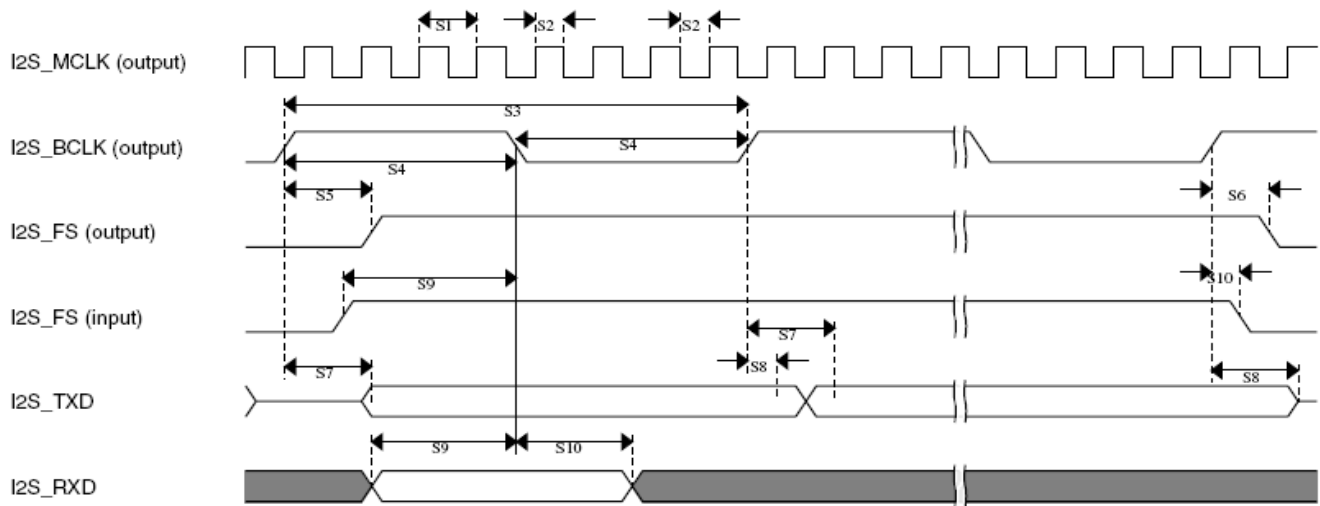 S1 S2 S2
I2S_MCLK (output)
S3
I2S_BCLK (output)
S4
S4
S5 S6
I2S_FS (output)
S9 S10
I2S_FS (input)
S7
S7 S8 S8
I2S_TXD
S9 S10
I2S_RXD